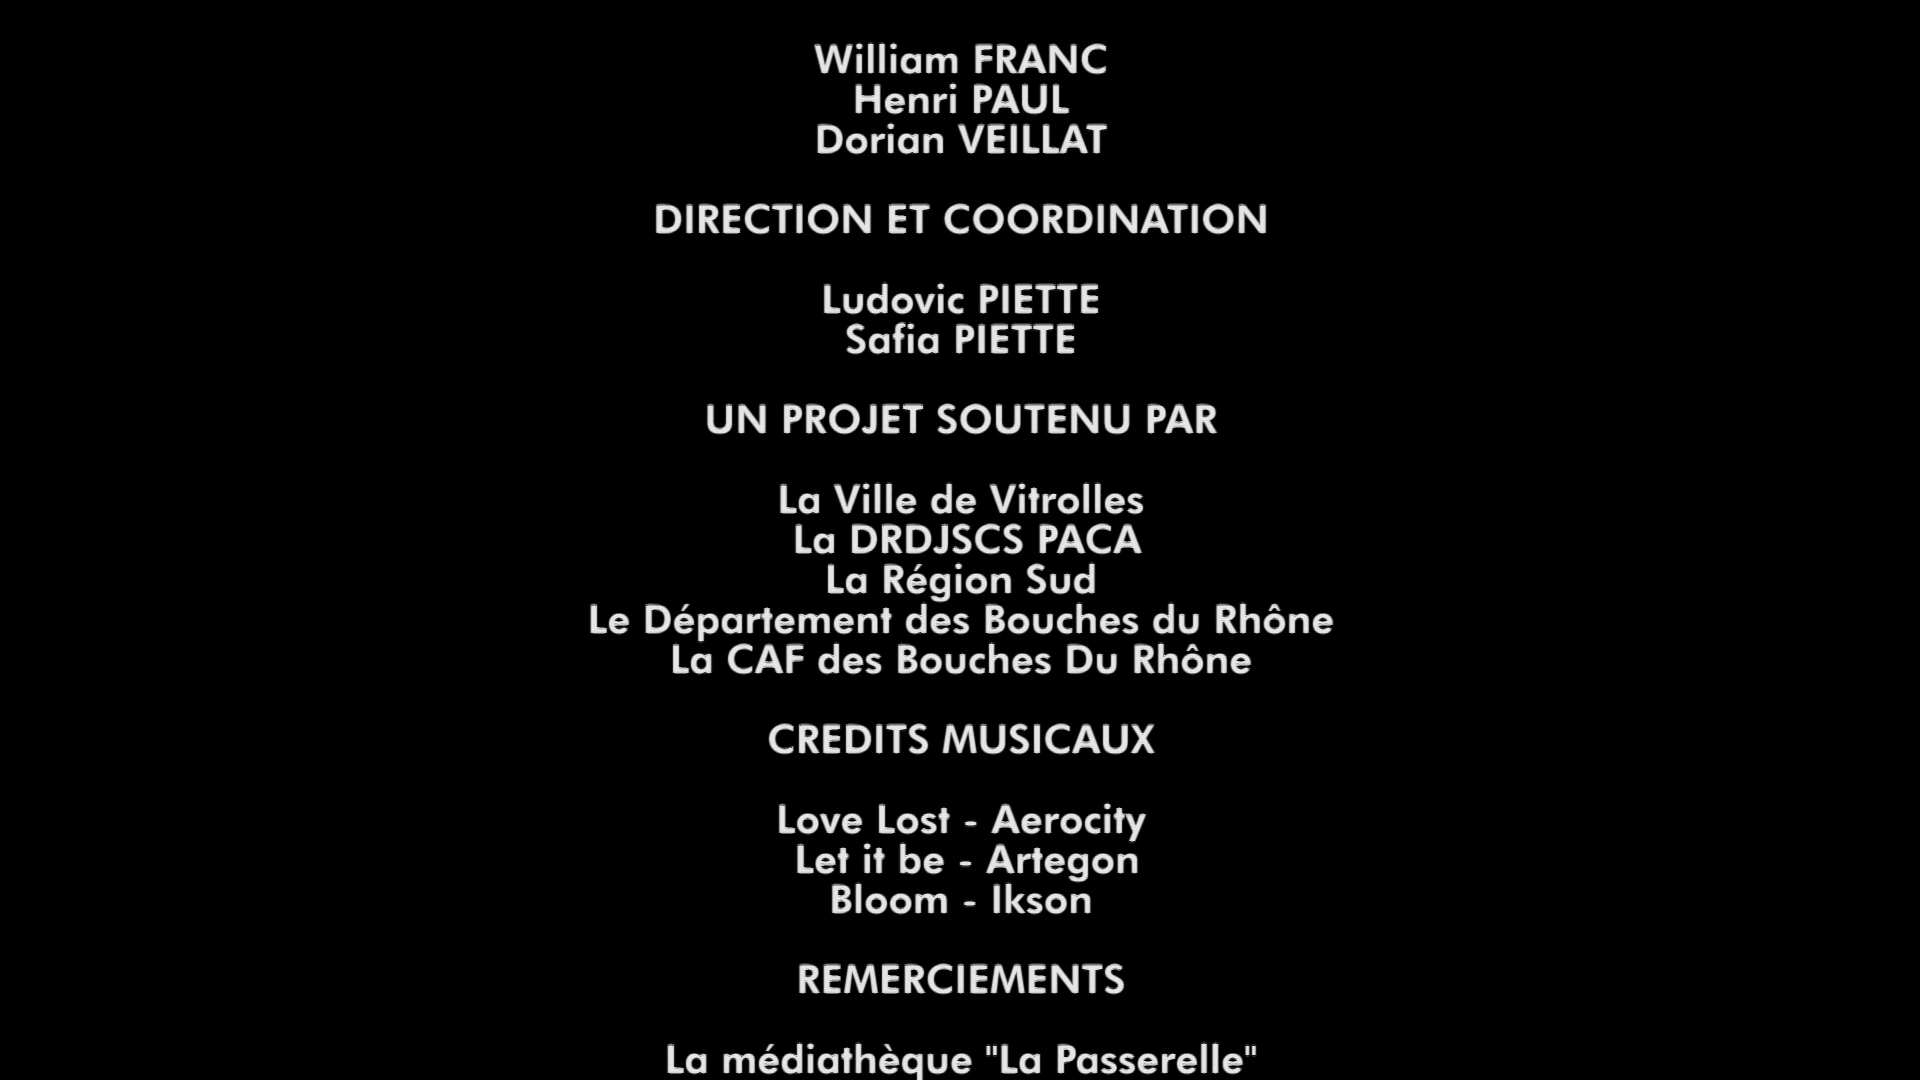 William FRANC
Henri PAUL
Dorian VEILLAT
DIRECTION ET COORDINATION
Ludovic PIETTE
Safia PIETTE
UN PROJET SOUTENU PAR
La Ville de Vitrolles
La DRDJSCS PACA
La Région Sud
Le Département des Bouches du Rhône
La CAF des Bouches Du Rhône
CREDITS MUSICAUX
Love Lost - Aerocity
Let it be - Artegon
Bloom - Ikson
REMERCIEMENTS
La médiathèque "La Passerelle"